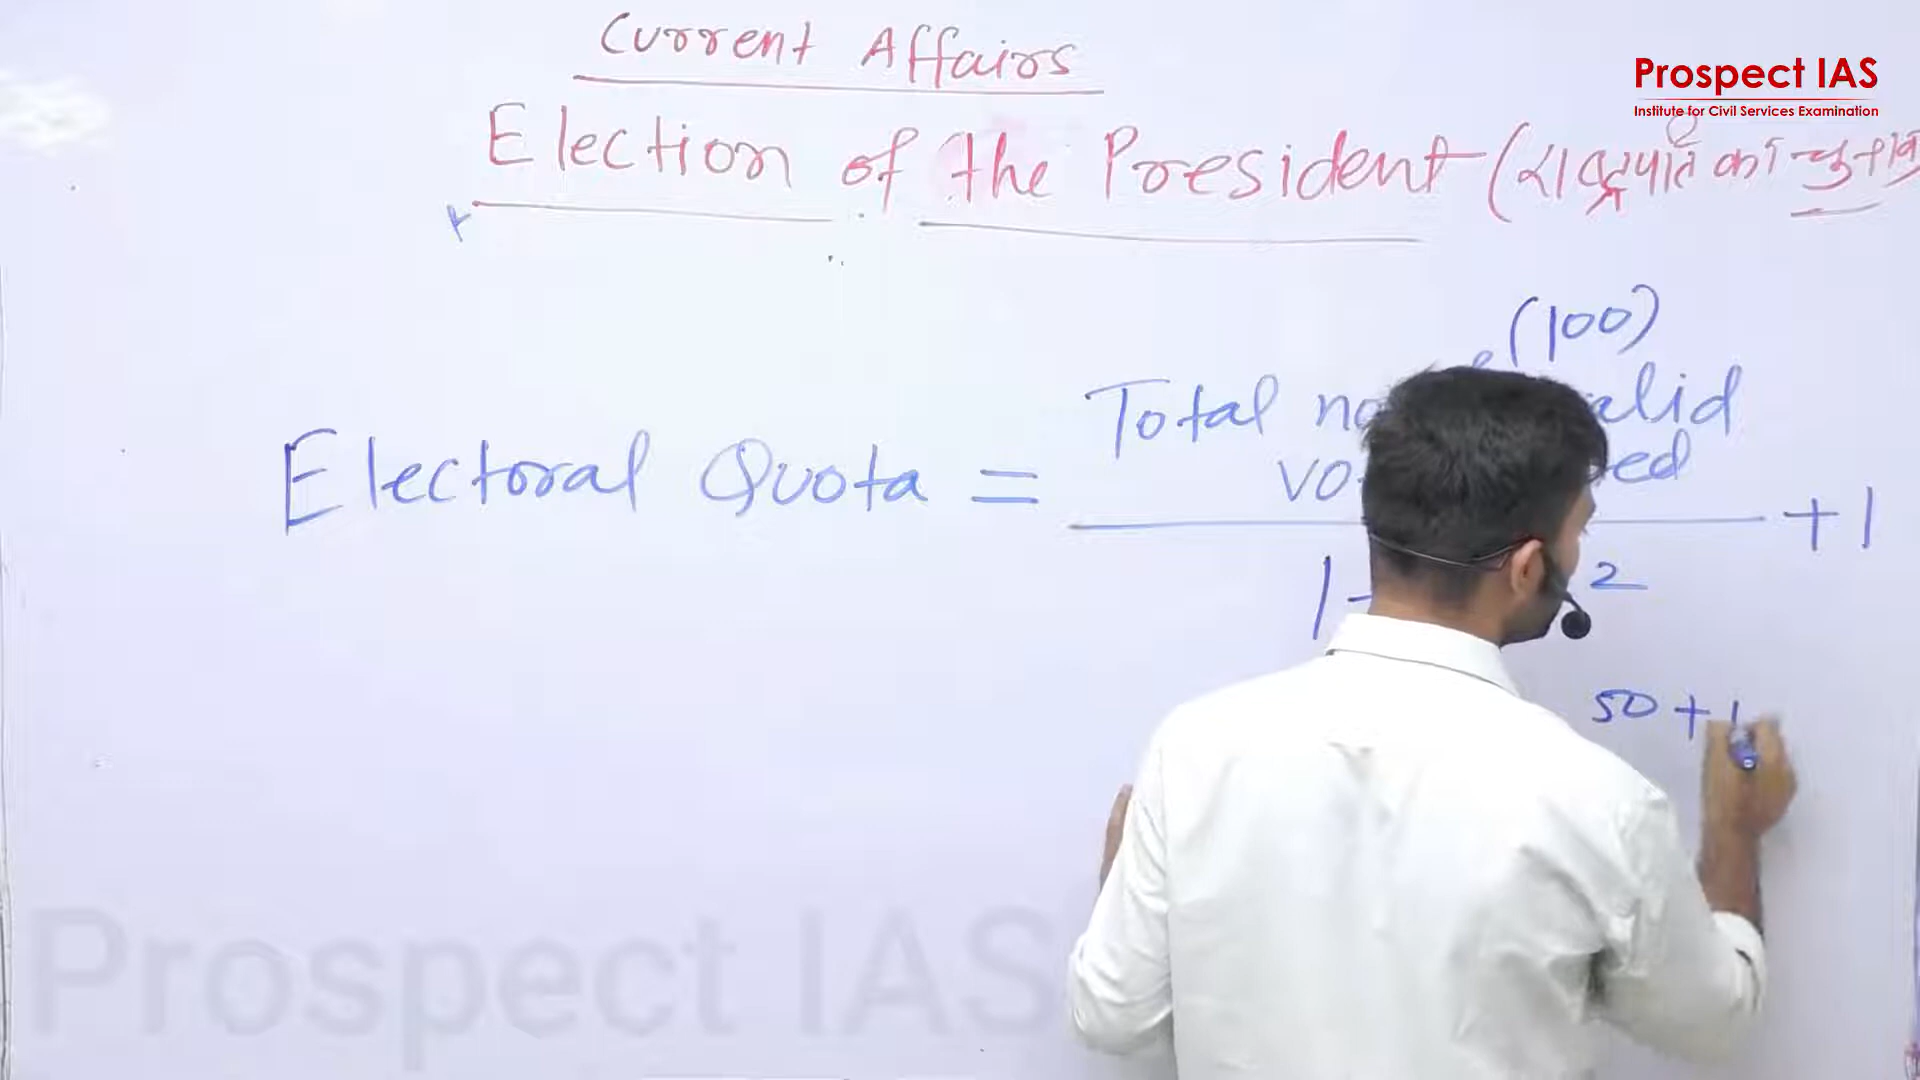 Current Affairs
Prospect IAS
Institute for Civil Services Examination
Election of the President (राष्ट्रपति का चुनाव
(100)
Total no alid
Electoral Quota = vo ed + 1
1 2
50 + 1
Prospect IAS